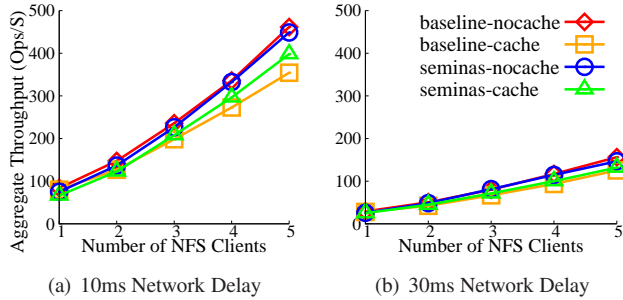 Aggregate Throughput (Ops/S)
500
400
300
200
100
0
1 2 3 4 5
Number of NFS Clients
(a) 10ms Network Delay
500
400
300
200
100
0
1 2 3 4 5
Number of NFS Clients
(b) 30ms Network Delay
baseline-nocache
baseline-cache
seminas-nocache
seminas-cache